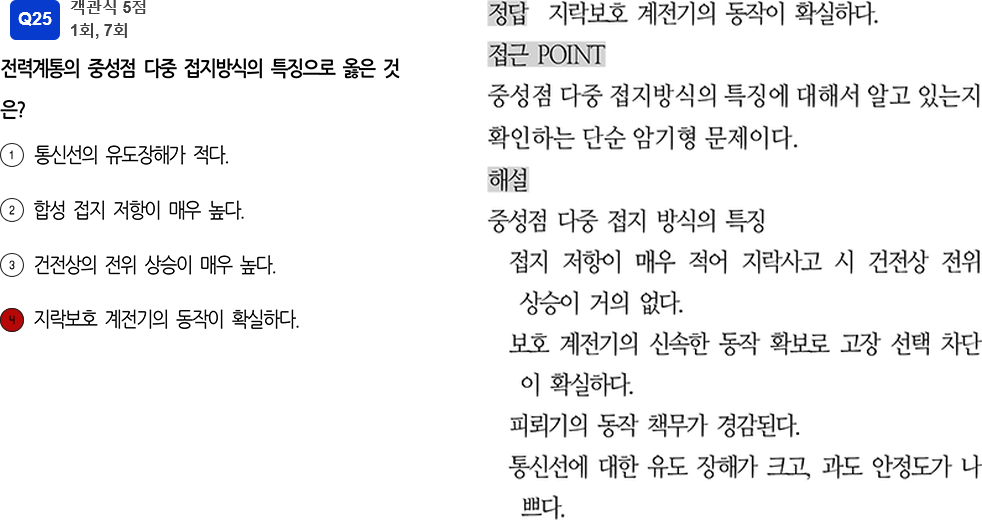 Q25
객관식 5점
1회, 7회
전력계통의 중성점 다중 접지방식의 특징으로 옳은 것
은?
① 통신선의 유도장해가 적다.
② 합성 접지 저항이 매우 높다.
③ 건전상의 전위 상승이 매우 높다.
④ 지락보호 계전기의 동작이 확실하다.
정답 지락보호 계전기의 동작이 확실하다.
접근 POINT
중성점 다중 접지방식의 특징에 대해서 알고 있는지
확인하는 단순 암기형 문제이다.
해설
중성점 다중 접지 방식의 특징
접지 저항이 매우 적어 지락사고 시 건전상 전위
상승이 거의 없다.
보호 계전기의 신속한 동작 확보로 고장 선택 차단
이 확실하다.
피뢰기의 동작 책무가 경감된다.
통신선에 대한 유도 장해가 크고, 과도 안정도가 나
쁘다.